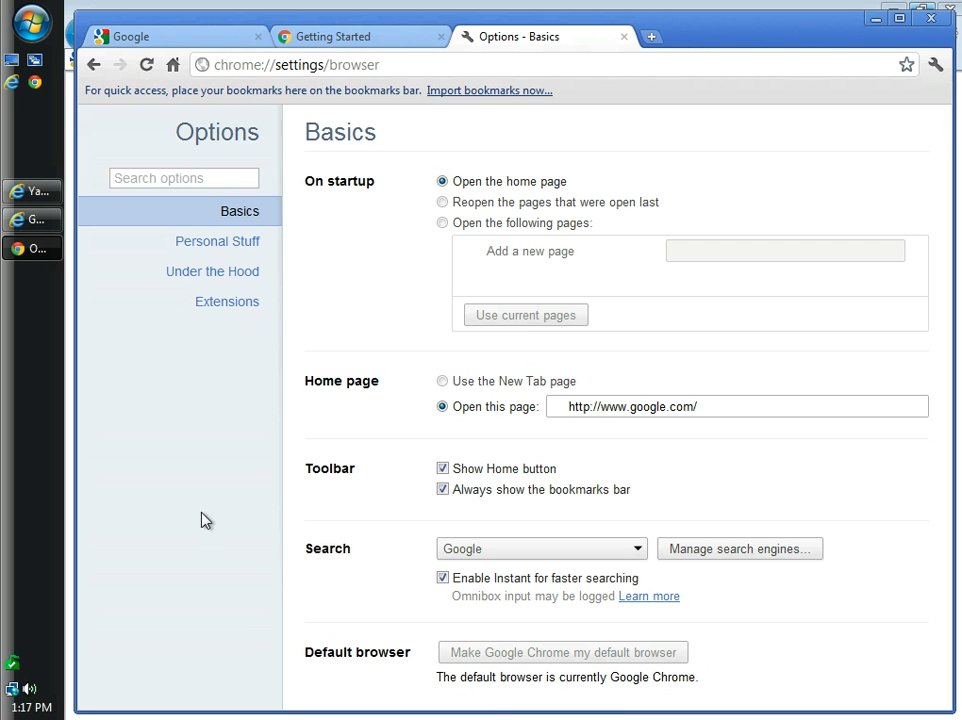 Google
Getting Started
Options - Basics
chrome://settings/browser
For quick access, place your bookmarks here on the bookmarks bar. Import bookmarks now...
Options
Search options
Basics
Personal Stuff
Under the Hood
Extensions
Basics
On startup
Open the home page
Reopen the pages that were open last
Open the following pages:
Add a new page
Use current pages
Home page
Use the New Tab page
Open this page: http://www.google.com/
Toolbar
Show Home button
Always show the bookmarks bar
Search
Google
Manage search engines...
Enable Instant for faster searching
Omnibox input may be logged Learn more
Default browser
Make Google Chrome my default browser
The default browser is currently Google Chrome.
Ya...
G...
O...
1:17 PM